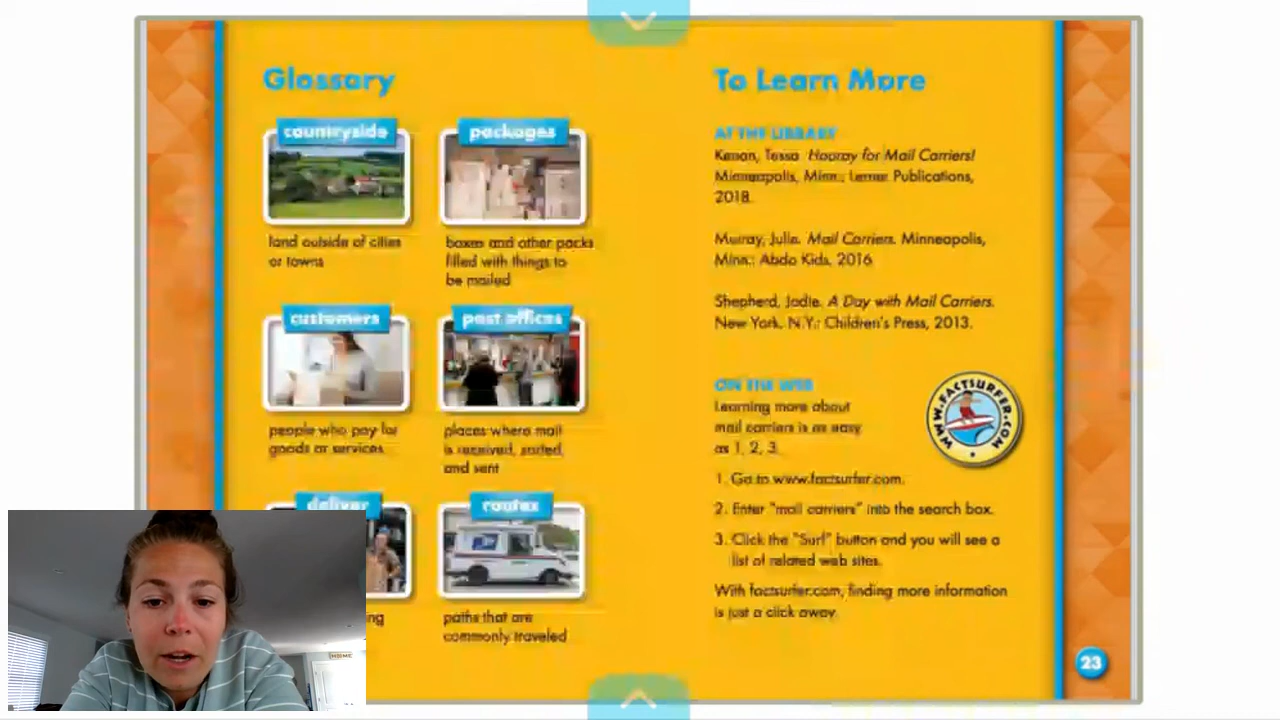 Glossary
countryside
land outside of cities
or towns
packages
boxes and other packs
filled with things to
be mailed
customers
people who pay for
goods or services
post offices
places where mail
is received, sorted,
and sent
deliver
ing
routes
paths that are
commonly traveled
To Learn More
AT THE LIBRARY
Kenan, Tessa. Hooray for Mail Carriers!
Minneapolis, Minn.: Lerner Publications,
2018.
Murray, Julie. Mail Carriers. Minneapolis,
Minn.: Abdo Kids, 2016
Shepherd, Jodie. A Day with Mail Carriers.
New York, N.Y.: Children's Press, 2013.
ON THE WEB
Learning more about
mail carriers is as easy
as 1, 2, 3.
WWW.FACTSURFER.COM
1. Go to www.factsurfer.com.
2. Enter "mail carriers" into the search box.
3. Click the "Surf" button and you will see a
list of related web sites.
With factsurfer.com, finding more information
is just a click away.
23
HOME